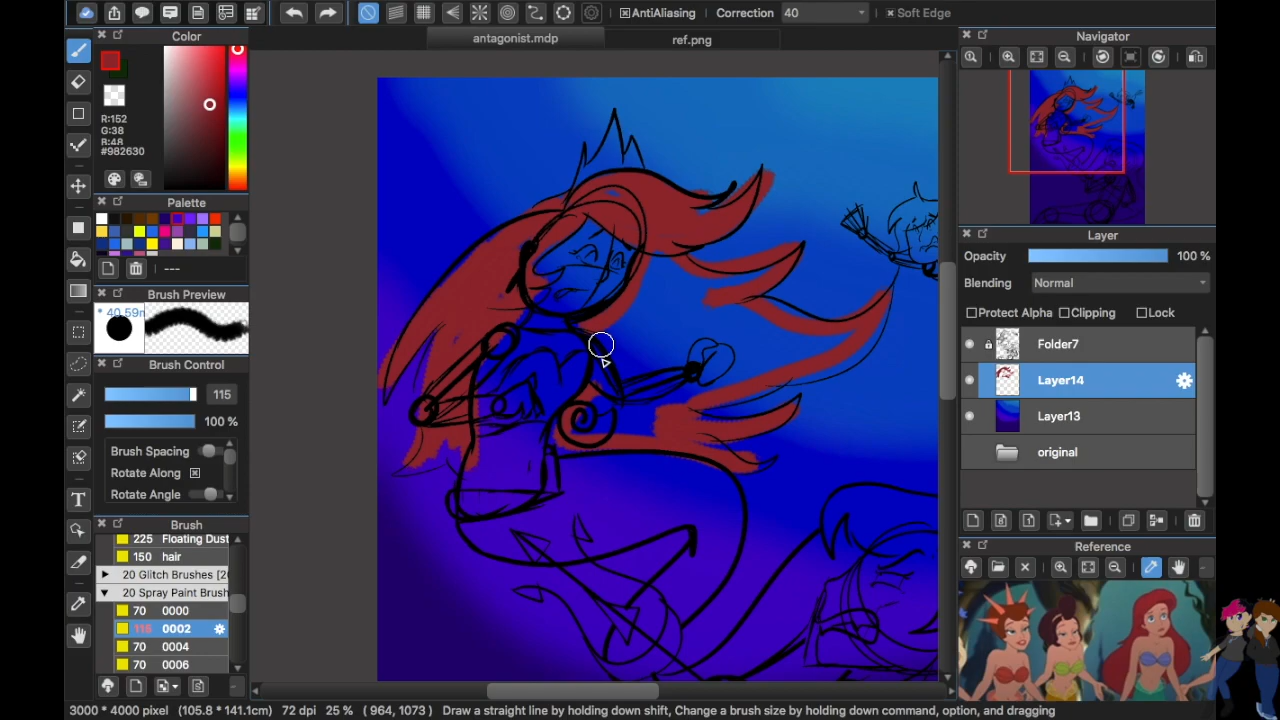 AntiAliasing Correction 40 Soft Edge
antagonist.mdp ref.png
Color
R:152
G:38
B:48
#982630
Palette
---
Brush Preview
Brush Control
115
100 %
Brush Spacing
Rotate Along
Rotate Angle
Brush
225 Floating Dust
150 hair
20 Glitch Brushes
20 Spray Paint Brush
70 0000
115 0002
70 0004
70 0006
Navigator
Layer
Opacity 100 %
Blending Normal
Protect Alpha Clipping Lock
Folder7
Layer14
Layer13
original
Reference
3000 * 4000 pixel (105.8 * 141.1cm) 72 dpi 25 % ( 964, 1073 ) Draw a straight line by holding down shift, Change a brush size by holding down command, option, and dragging